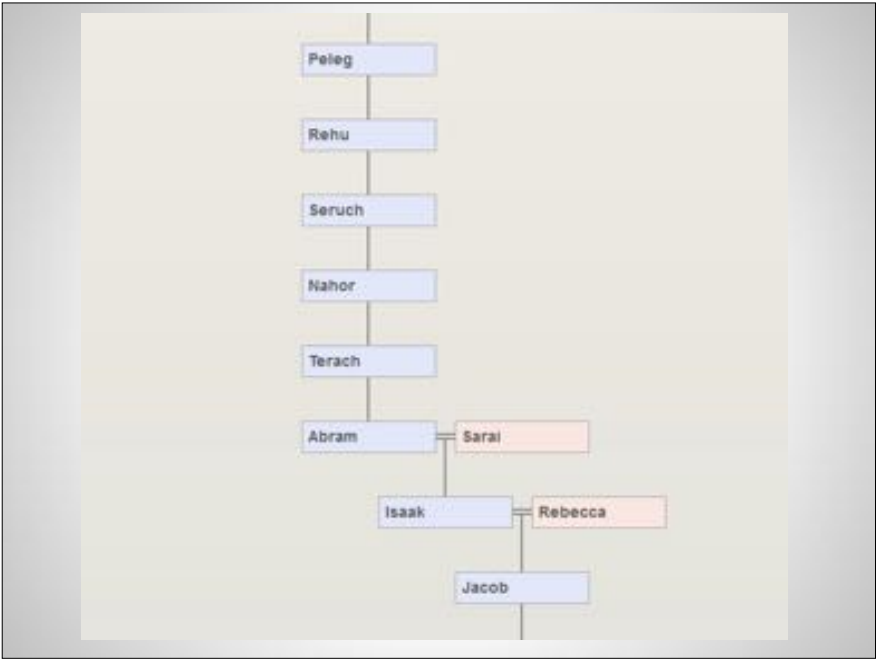 Peleg
Rehu
Seruch
Nahor
Terach
Abram
Sarai
Isaak
Rebecca
Jacob